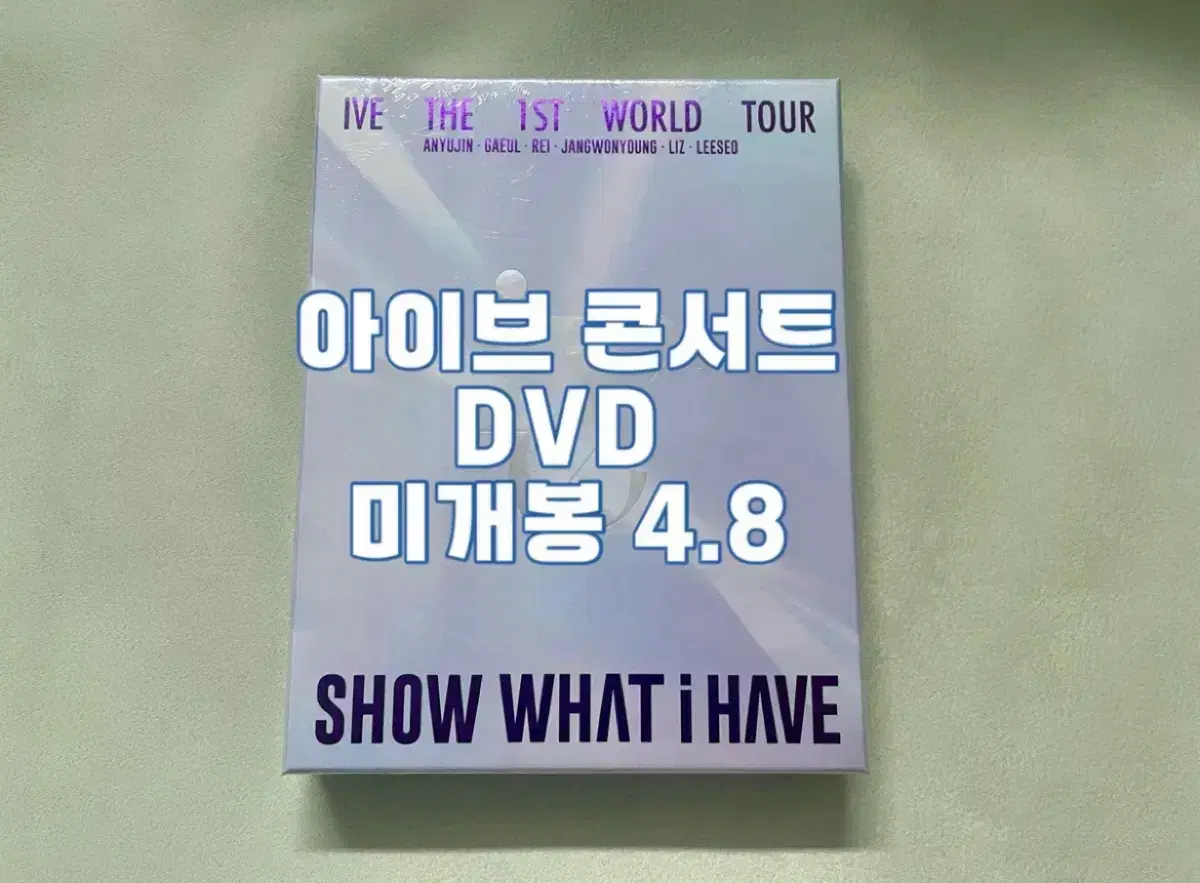 IVE THE 1ST WORLD TOUR
ANYUJIN · GAEUL · REI · JANGWONYOUNG · LIZ · LEESEO
아이브 콘서트
DVD
미개봉 4.8
SHOW WHAT i HAVE